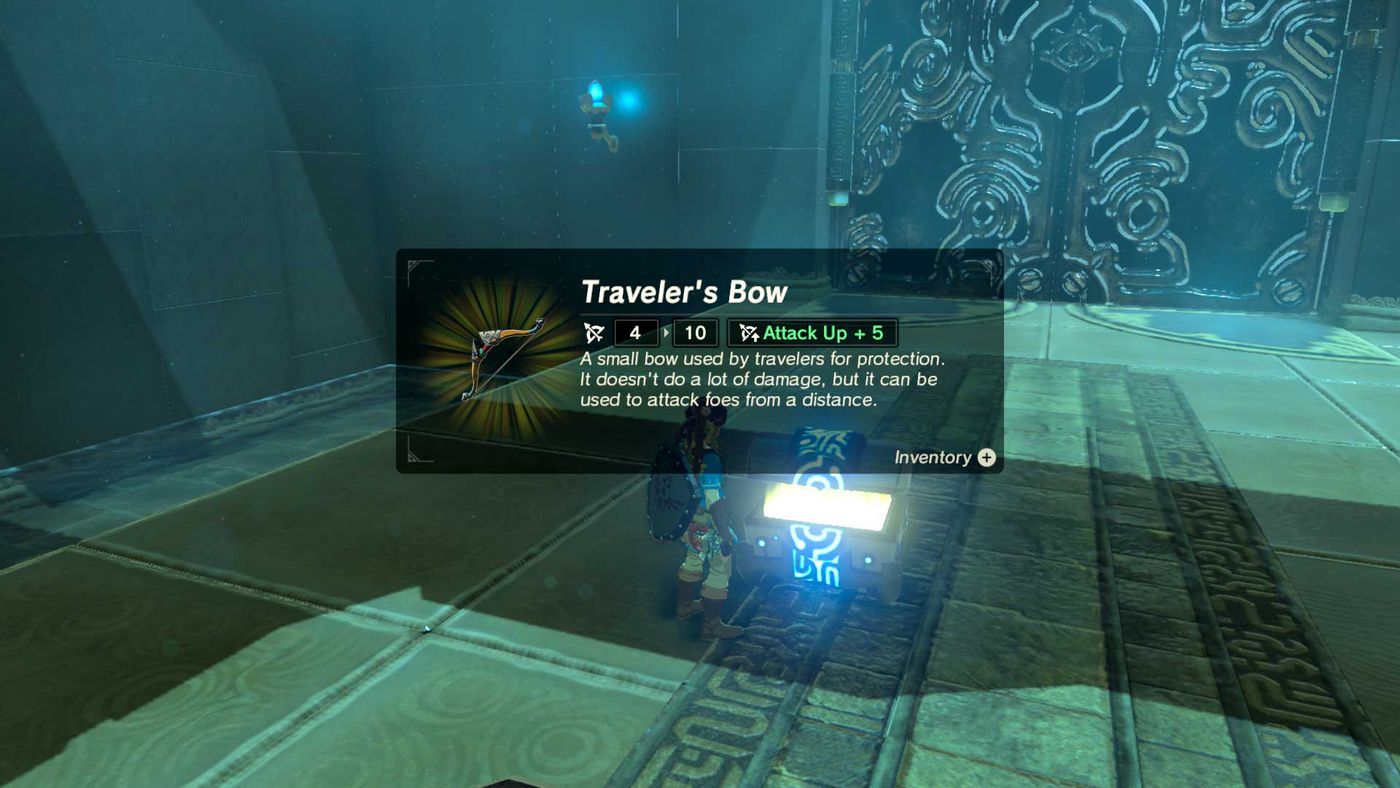 Traveler's Bow
4 10 Attack Up + 5
A small bow used by travelers for protection.
It doesn't do a lot of damage, but it can be
used to attack foes from a distance.
Inventory +